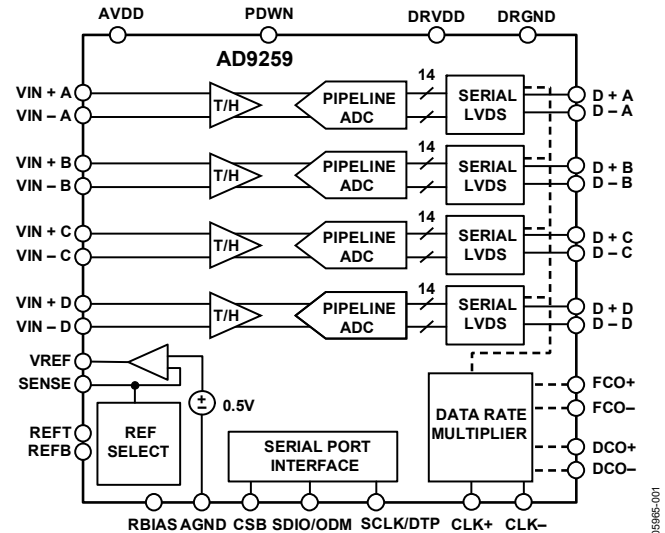 AVDD PDWN DRVDD DRGND
AD9259
VIN + A
VIN – A
T/H
PIPELINE
ADC
14
SERIAL
LVDS
D + A
D – A
VIN + B
VIN – B
T/H
PIPELINE
ADC
14
SERIAL
LVDS
D + B
D – B
VIN + C
VIN – C
T/H
PIPELINE
ADC
14
SERIAL
LVDS
D + C
D – C
VIN + D
VIN – D
T/H
PIPELINE
ADC
14
SERIAL
LVDS
D + D
D – D
VREF
SENSE
REFT
REFB
REF
SELECT
+
–
0.5V
SERIAL PORT
INTERFACE
DATA RATE
MULTIPLIER
FCO+
FCO–
DCO+
DCO–
RBIAS AGND CSB SDIO/ODM SCLK/DTP CLK+ CLK–
05965-001